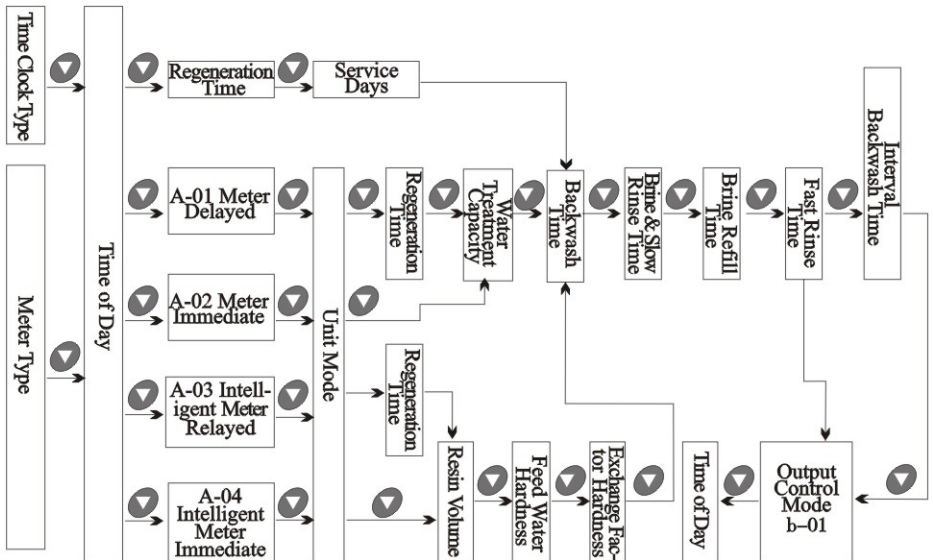 Time Clock Type
Meter Type
Time of Day
Regeneration
Time
Service
Days
A-01 Meter
Delayed
A-02 Meter
Immediate
A-03 Intell-
igent Meter
Relayed
A-04
Intelligent
Meter
Immediate
Unit Mode
Regeneration
Time
Water
Treatment
Capacity
Backwash
Time
Brine & Slow
Rinse Time
Brine Refill
Time
Fast Rinse
Time
Interval
Backwash Time
Regeneration
Time
Resin Volume
Feed Water
Hardness
Exchange Fac-
tor Hardness
Time of Day
Output
Control
Mode
b-01